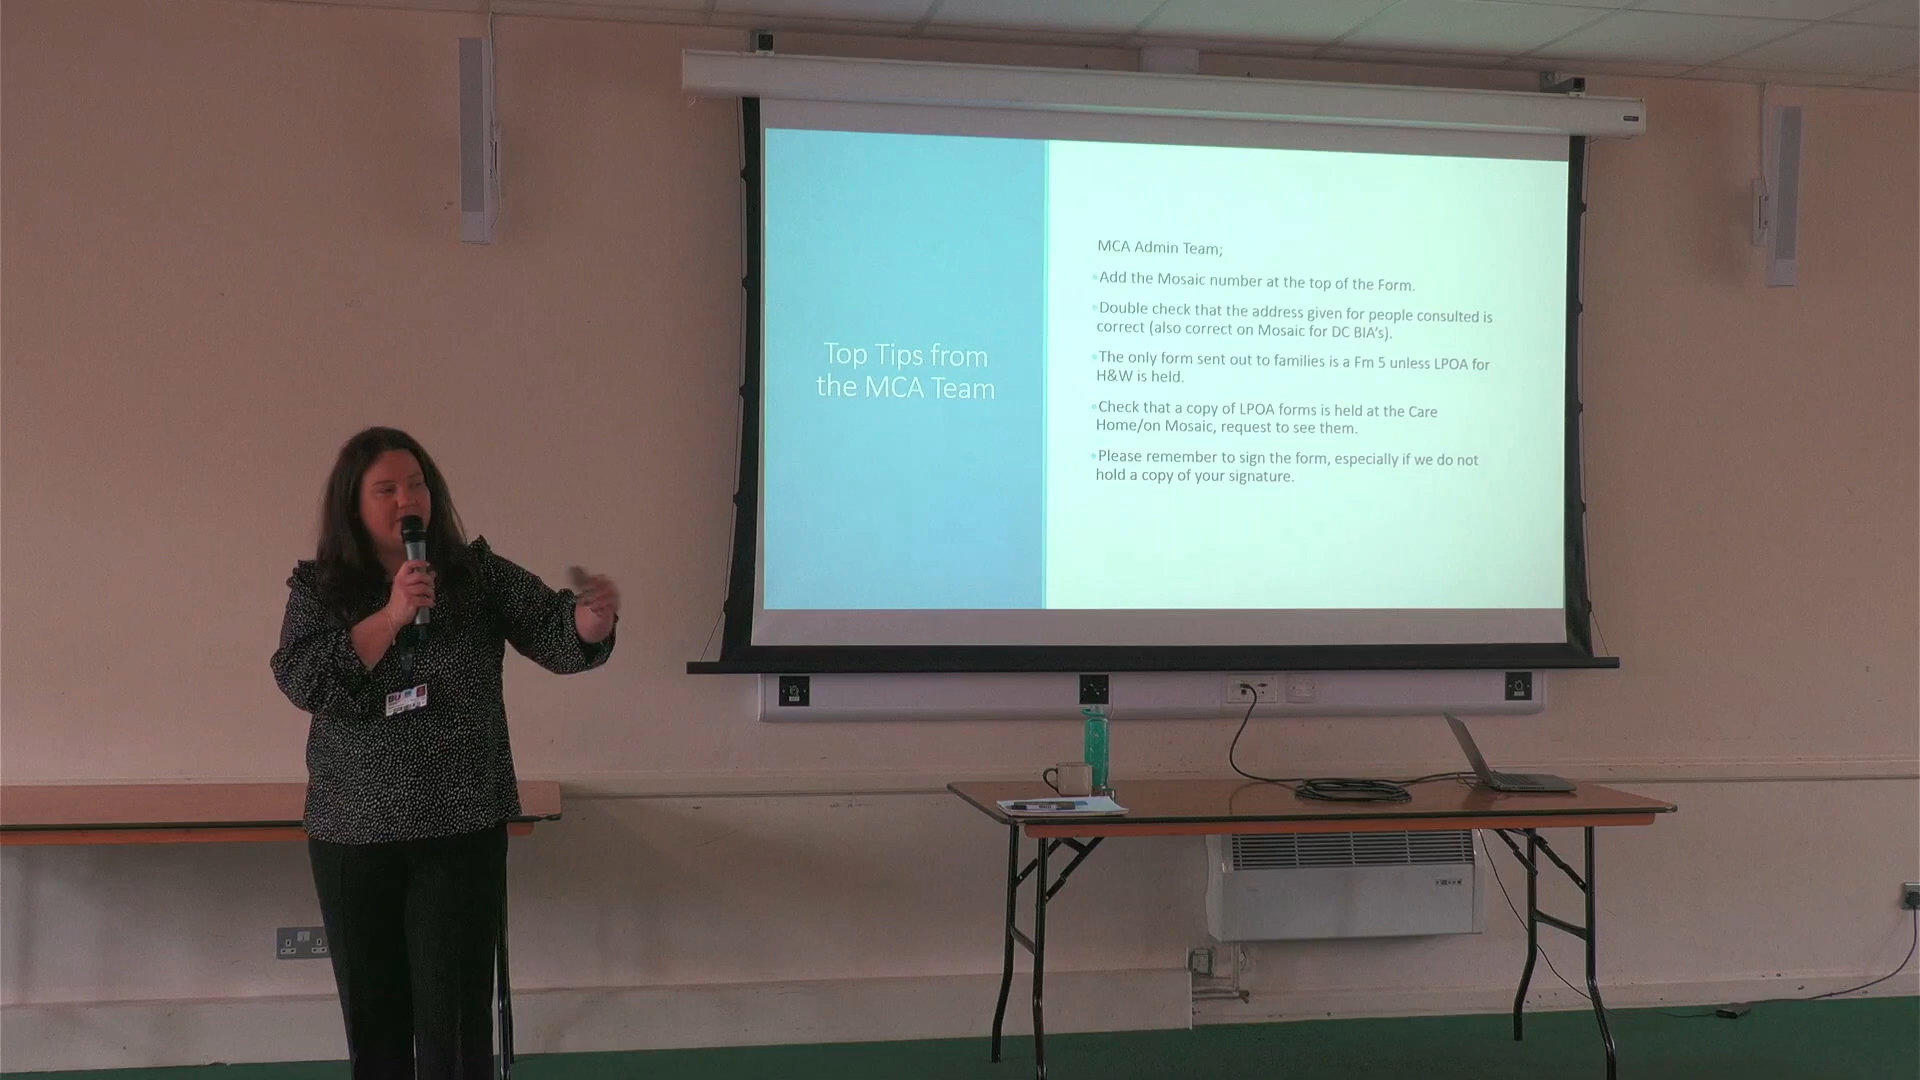 Top Tips from
the MCA Team
MCA Admin Team;
Add the Mosaic number at the top of the Form.
Double check that the address given for people consulted is
correct (also correct on Mosaic for DC BIA's).
The only form sent out to families is a Fm 5 unless LPOA for
H&W is held.
Check that a copy of LPOA forms is held at the Care
Home/on Mosaic, request to see them.
Please remember to sign the form, especially if we do not
hold a copy of your signature.
BU